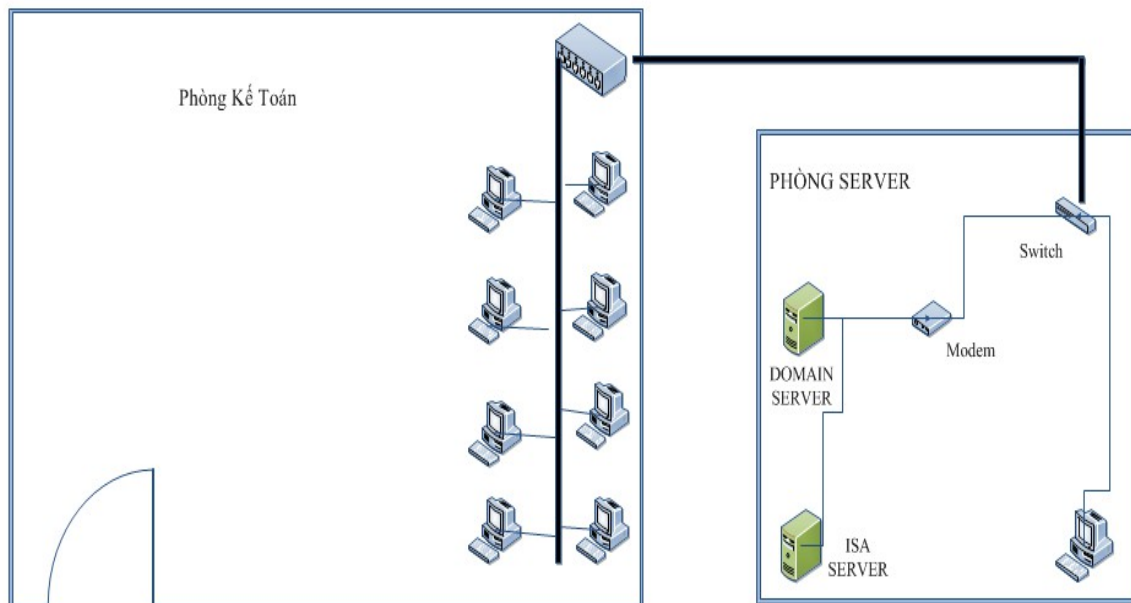 Phòng Kế Toán
PHÒNG SERVER
Switch
Modem
DOMAIN
SERVER
ISA
SERVER